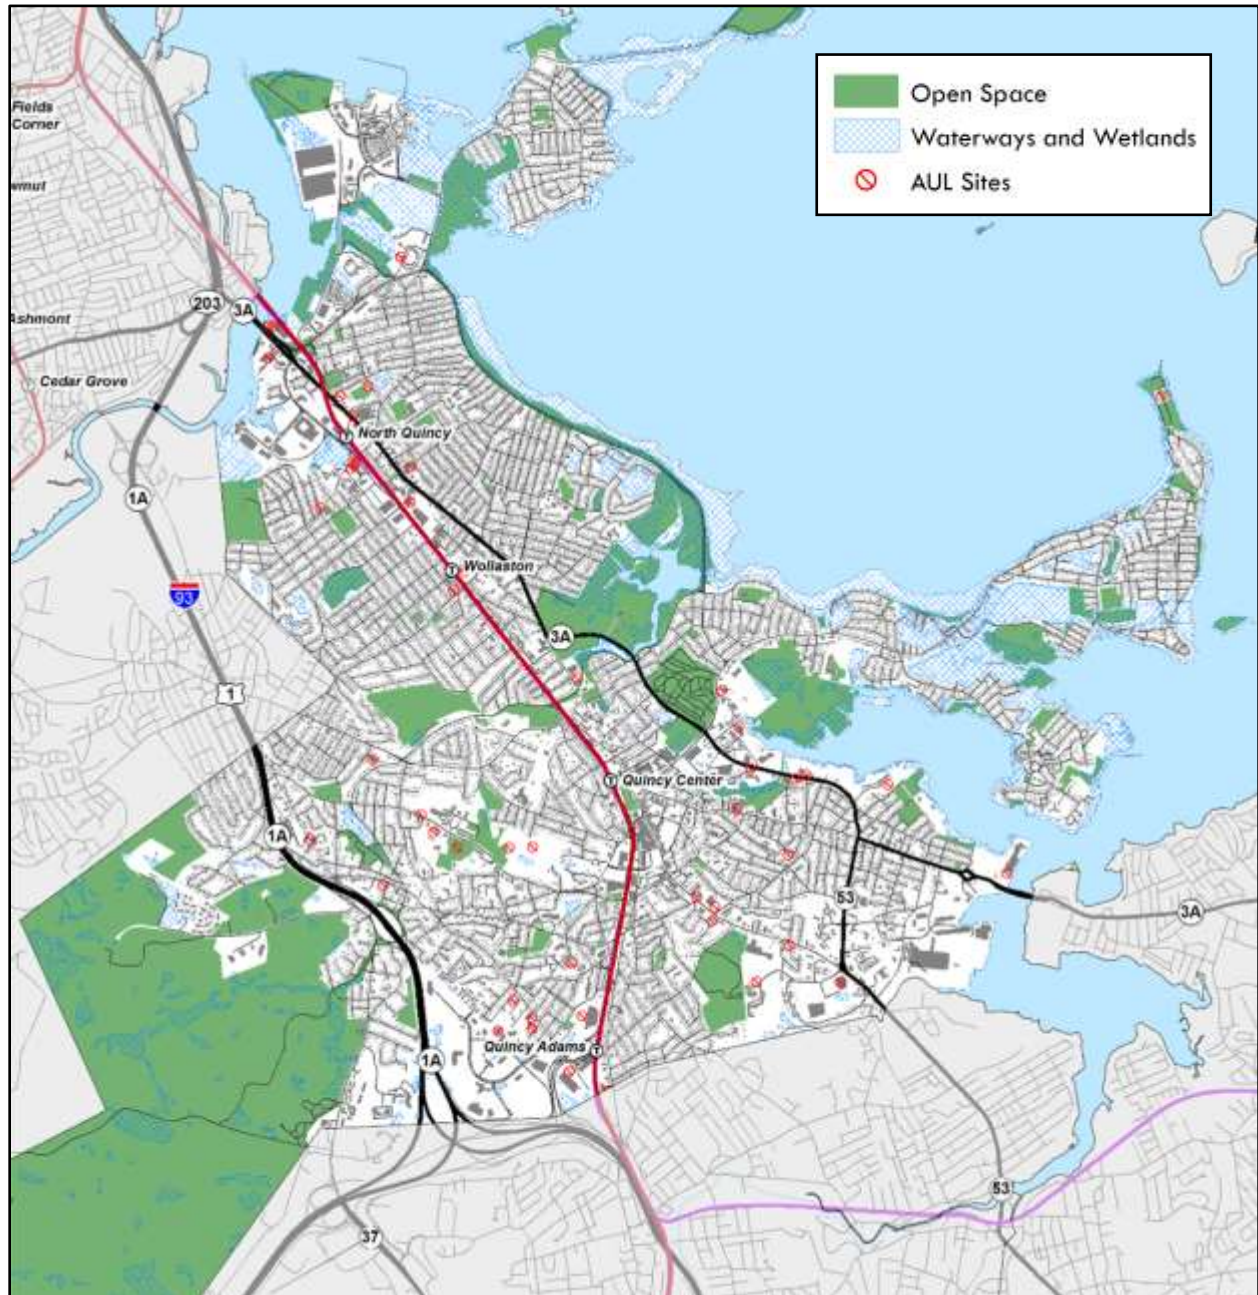 Open Space
Waterways and Wetlands
AUL Sites
Fields
Corner
wmut
203
3A
Ashmont
Cedar Grove
T
North Quincy
1A
93
T
Wollaston
3A
1
T
Quincy Center
1A
53
3A
Quincy Adams
T
1A
53
37